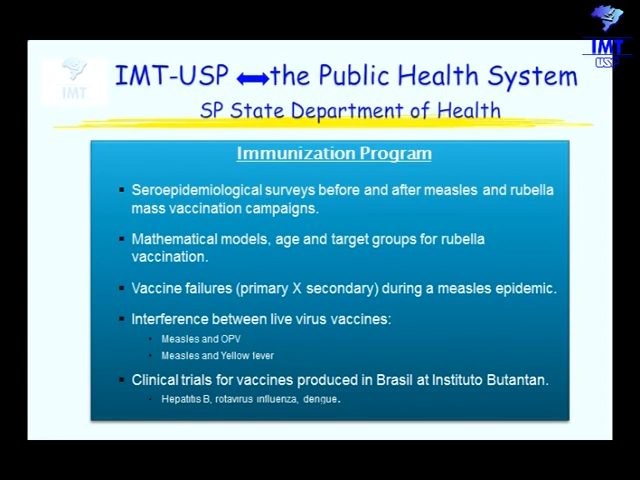 IMT
USP
IMT
IMT-USP the Public Health System
SP State Department of Health
Immunization Program
Seroepidemiological surveys before and after measles and rubella
mass vaccination campaigns.
Mathematical models, age and target groups for rubella
vaccination.
Vaccine failures (primary X secondary) during a measles epidemic.
Interference between live virus vaccines:
Measles and OPV
Measles and Yellow fever
Clinical trials for vaccines produced in Brasil at Instituto Butantan.
Hepatitis B, rotavirus influenza, dengue.